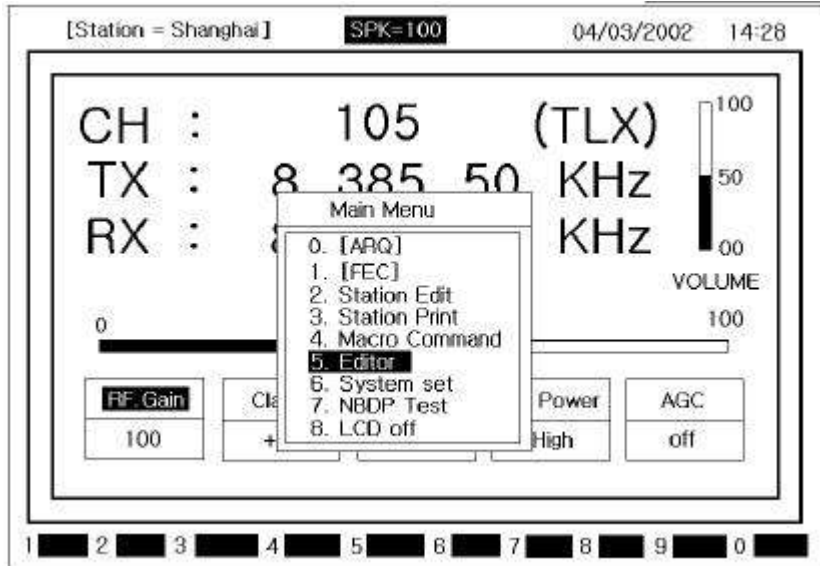 [Station = Shanghai] SPK=100 04/03/2002 14:28
CH : 105 (TLX)
TX : 8 385 50 KHz
RX : KHz
100
50
00
VOLUME
Main Menu
0. [ARQ]
1. [FEC]
2. Station Edit
3. Station Print
4. Macro Command
5. Editor
6. System set
7. NBDP Test
8. LCD off
0 100
RF.Gain Power AGC
100 + High off
1 2 3 4 5 6 7 8 9 0